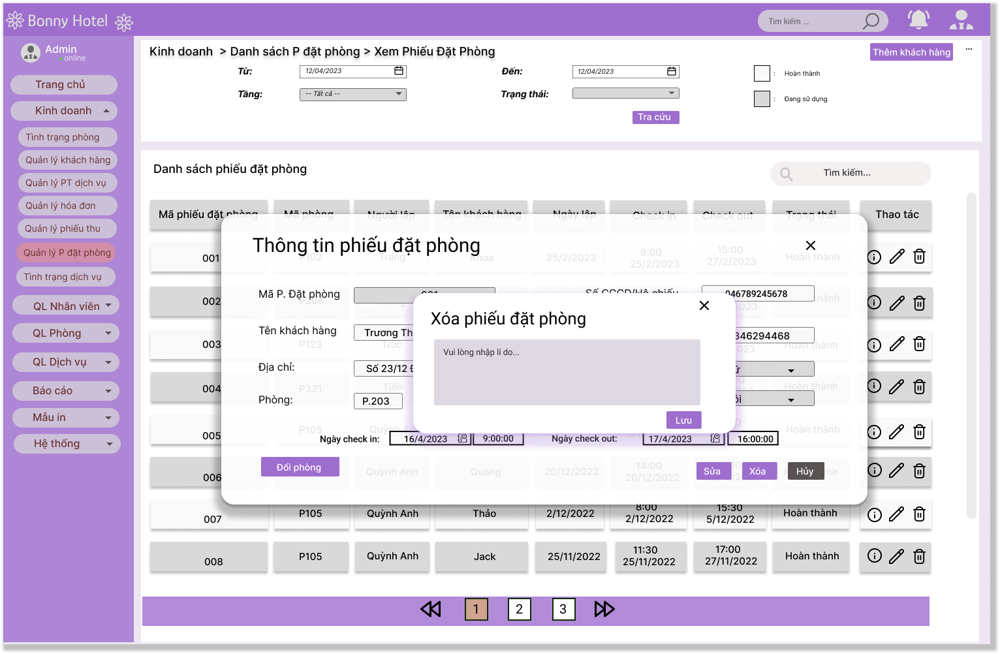 Bonny Hotel
Tìm kiếm ....
Admin
online
Trang chủ
Kinh doanh
Tình trạng phòng
Quản lý khách hàng
Quản lý PT dịch vụ
Quản lý hóa đơn
Quản lý phiếu thu
Quản lý P đặt phòng
Tình trạng dịch vụ
QL Nhân viên
QL Phòng
QL Dịch vụ
Báo cáo
Mẫu in
Hệ thống
Kinh doanh > Danh sách P đặt phòng > Xem Phiếu Đặt Phòng
Thêm khách hàng
...
Từ: 12/04/2023 Đến: 12/04/2023 : Hoàn thành
Tầng: -- Tất cả -- Trạng thái: : Đang sử dụng
Tra cứu
Danh sách phiếu đặt phòng
Tìm kiếm...
Mã phiếu đặt phòng Mã phòng Người lập Tên khách hàng Ngày lập Check in Check out Trạng thái Thao tác
Thông tin phiếu đặt phòng
001 P102 Trang Khoa 25/2/2023 9:00 25/2/2023 15:00 27/2/2023 Hoàn thành
Mã P. Đặt phòng 001 Số CCCD/Hộ chiếu 046789245678
002 P204
Xóa phiếu đặt phòng
Tên khách hàng Trương Th 346294468
003 P123 Trúc Hoàn thành
Vui lòng nhập lí do...
Địa chỉ: Số 23/12
004 P321 Tiến Hoàn thành
Phòng: P.203
Lưu
005 P105 Quỳnh An Hoàn thành
Ngày check in: 16/4/2023 9:00:00 Ngày check out: 17/4/2023 16:00:00
Đổi phòng Sửa Xóa Hủy
006 Quỳnh Anh Quang 20/12/2022 14:00 20/12/2022
007 P105 Quỳnh Anh Thảo 2/12/2022 8:00 2/12/2022 15:30 5/12/2022 Hoàn thành
008 P105 Quỳnh Anh Jack 25/11/2022 11:30 25/11/2022 17:00 27/11/2022 Hoàn thành
1 2 3